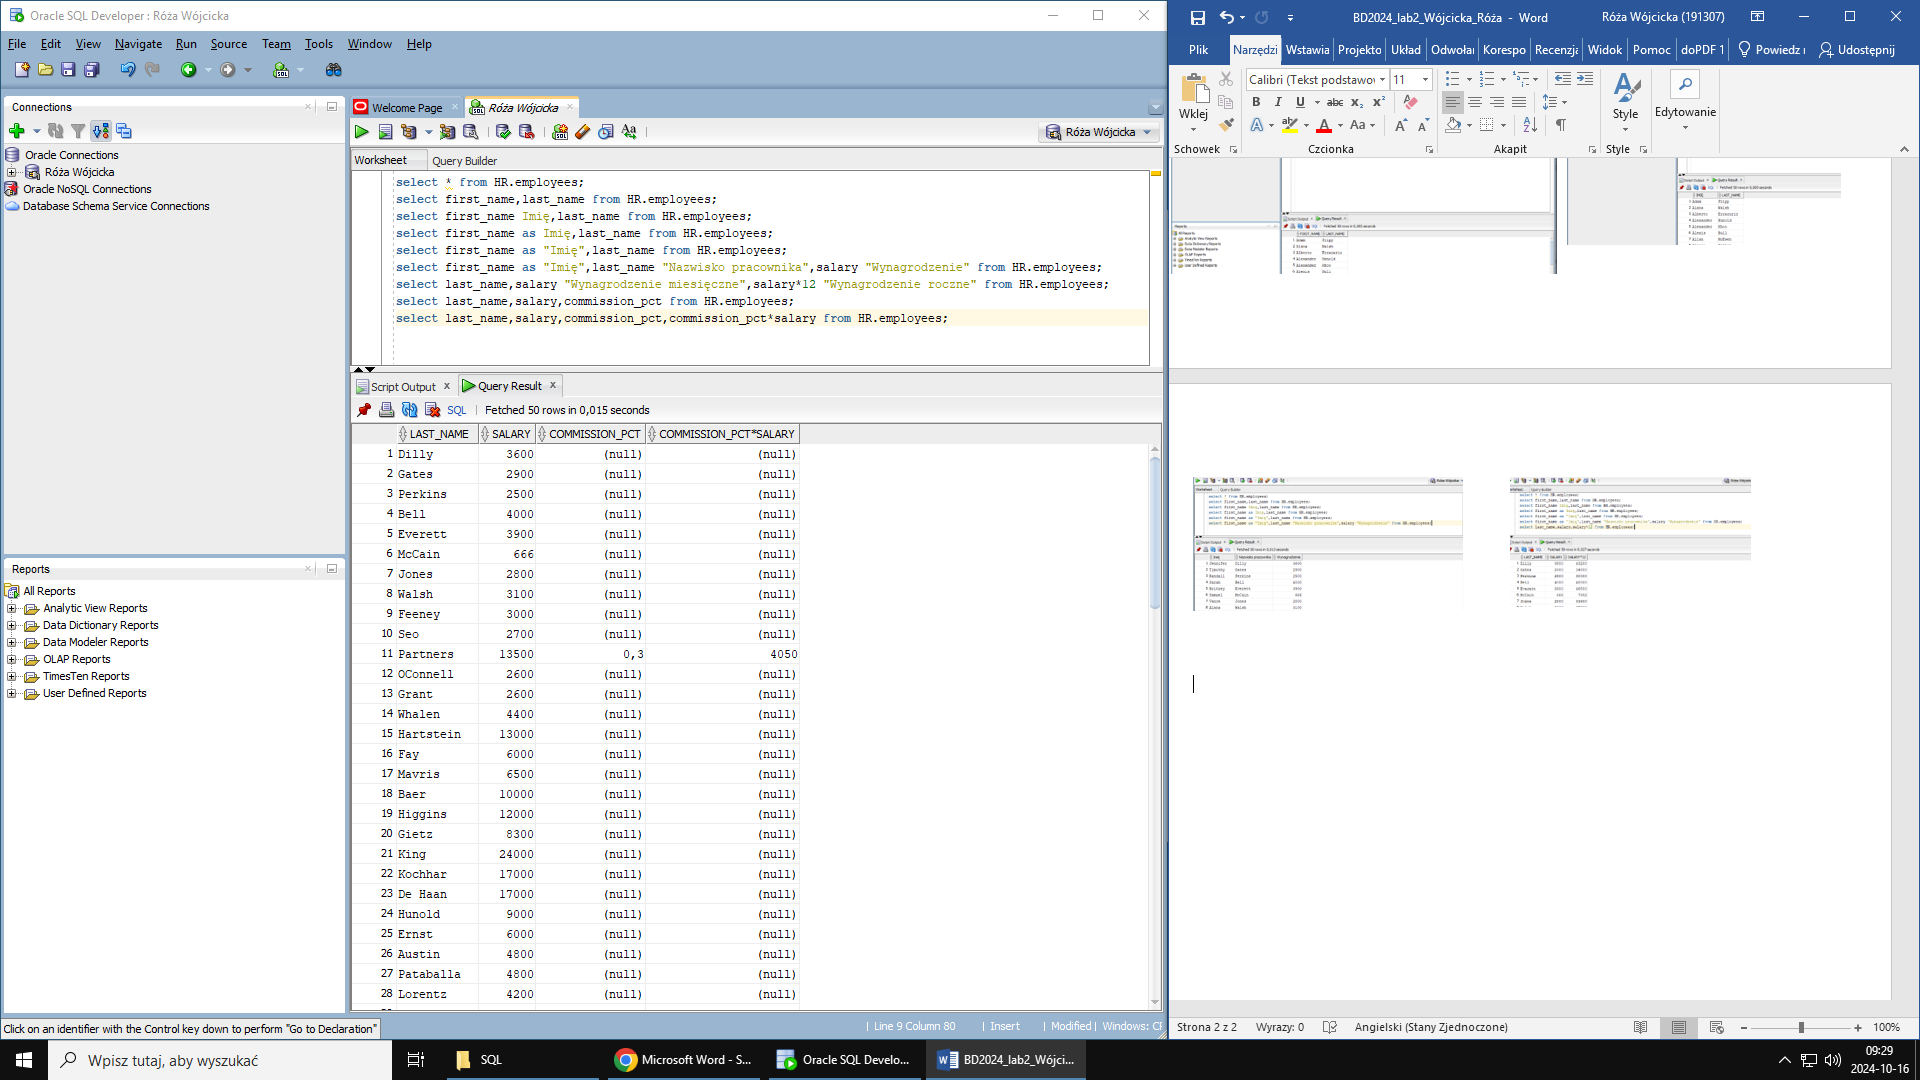 Oracle SQL Developer : Róża Wójcicka
File Edit View Navigate Run Source Team Tools Window Help
Connections
Oracle Connections
Róża Wójcicka
Oracle NoSQL Connections
Database Schema Service Connections
Reports
All Reports
Analytic View Reports
Data Dictionary Reports
Data Modeler Reports
OLAP Reports
TimesTen Reports
User Defined Reports
Welcome Page
Róża Wójcicka
Róża Wójcicka
Worksheet Query Builder
select * from HR.employees;
select first_name,last_name from HR.employees;
select first_name Imię,last_name from HR.employees;
select first_name as Imię,last_name from HR.employees;
select first_name as "Imię",last_name from HR.employees;
select first_name as "Imię",last_name "Nazwisko pracownika",salary "Wynagrodzenie" from HR.employees;
select last_name,salary "Wynagrodzenie miesięczne",salary*12 "Wynagrodzenie roczne" from HR.employees;
select last_name,salary,commission_pct from HR.employees;
select last_name,salary,commission_pct,commission_pct*salary from HR.employees;
Script Output x Query Result x
SQL | Fetched 50 rows in 0,015 seconds
LAST_NAME SALARY COMMISSION_PCT COMMISSION_PCT*SALARY
1 Dilly 3600 (null) (null)
2 Gates 2900 (null) (null)
3 Perkins 2500 (null) (null)
4 Bell 4000 (null) (null)
5 Everett 3900 (null) (null)
6 McCain 666 (null) (null)
7 Jones 2800 (null) (null)
8 Walsh 3100 (null) (null)
9 Feeney 3000 (null) (null)
10 Seo 2700 (null) (null)
11 Partners 13500 0,3 4050
12 OConnell 2600 (null) (null)
13 Grant 2600 (null) (null)
14 Whalen 4400 (null) (null)
15 Hartstein 13000 (null) (null)
16 Fay 6000 (null) (null)
17 Mavris 6500 (null) (null)
18 Baer 10000 (null) (null)
19 Higgins 12000 (null) (null)
20 Gietz 8300 (null) (null)
21 King 24000 (null) (null)
22 Kochhar 17000 (null) (null)
23 De Haan 17000 (null) (null)
24 Hunold 9000 (null) (null)
25 Ernst 6000 (null) (null)
26 Austin 4800 (null) (null)
27 Pataballa 4800 (null) (null)
28 Lorentz 4200 (null) (null)
Click on an identifier with the Control key down to perform "Go to Declaration"
Line 9 Column 80 | Insert | Modified | Windows: CF
BD2024_lab2_Wójcicka_Róża - Word
Róża Wójcicka (191307)
Plik Narzędzi Wstawia Projekto Układ Odwołar Korespo Recenzja Widok Pomoc doPDF 1 Powiedz i Udostępnij
Wklej
Calibri (Tekst podstawow 11
Style
Edytowanie
Schowek Czcionka Akapit Style
Strona 2 z 2 Wyrazy: 0 Angielski (Stany Zjednoczone) 100%
Wpisz tutaj, aby wyszukać
SQL
Microsoft Word - S...
Oracle SQL Develo...
BD2024_lab2_Wójci...
09:29
2024-10-16